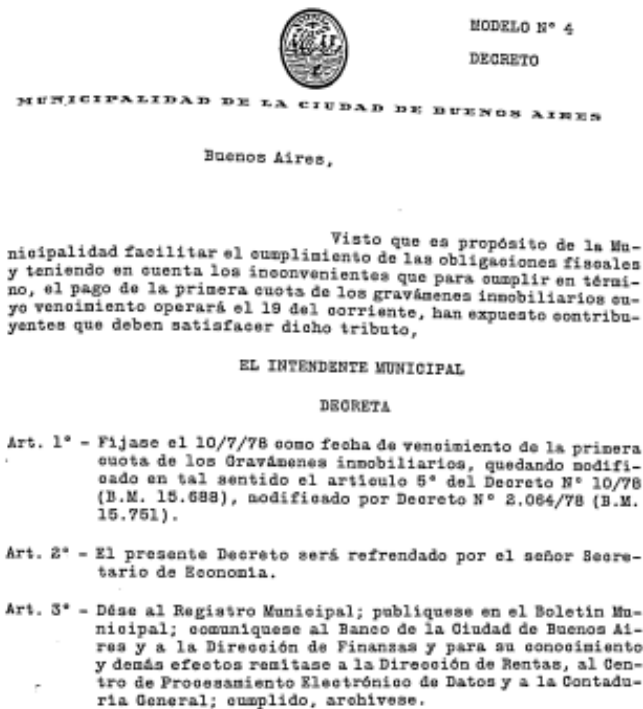 MODELO N° 4
DECRETO
MUNICIPALIDAD DE LA CIUDAD DE BUENOS AIRES
Buenos Aires,
Visto que es propósito de la Mu-
nicipalidad facilitar el cumplimiento de las obligaciones fiscales
y teniendo en cuenta los inconvenientes que para cumplir en térmi-
no, el pago de la primera cuota de los gravámenes inmobiliarios cu-
yo vencimiento operará el 19 del corriente, han expuesto contribu-
yentes que deben satisfacer dicho tributo,
EL INTENDENTE MUNICIPAL
DECRETA
Art. 1° - Fíjase el 10/7/78 como fecha de vencimiento de la primera
cuota de los Gravámenes inmobiliarios, quedando modifi-
cado en tal sentido el artículo 5° del Decreto N° 10/78
(B.M. 15.688), modificado por Decreto N° 2.064/78 (B.M.
15.751).
Art. 2° - El presente Decreto será refrendado por el señor Secre-
tario de Economía.
Art. 3° - Dése al Registro Municipal; publíquese en el Boletín Mu-
nicipal; comuníquese al Banco de la Ciudad de Buenos Ai-
res y a la Dirección de Finanzas y para su conocimiento
y demás efectos remítase a la Dirección de Rentas, al Cen-
tro de Procesamiento Electrónico de Datos y a la Contadu-
ría General; cumplido, archívese.